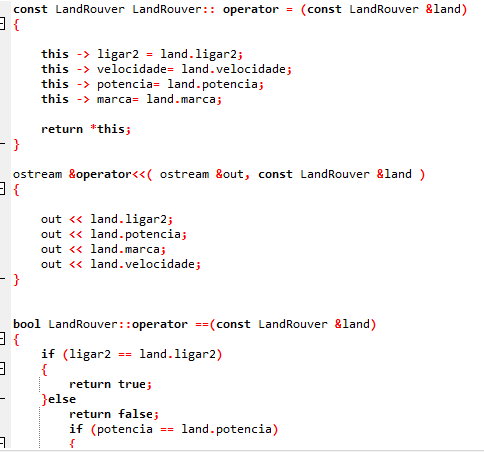 const LandRouver LandRouver:: operator = (const LandRouver &land)
{
this -> ligar2 = land.ligar2;
this -> velocidade= land.velocidade;
this -> potencia= land.potencia;
this -> marca= land.marca;
return *this;
}
ostream &operator<<( ostream &out, const LandRouver &land )
{
out << land.ligar2;
out << land.potencia;
out << land.marca;
out << land.velocidade;
}
bool LandRouver::operator ==(const LandRouver &land)
{
if (ligar2 == land.ligar2)
{
return true;
}else
return false;
if (potencia == land.potencia)
{